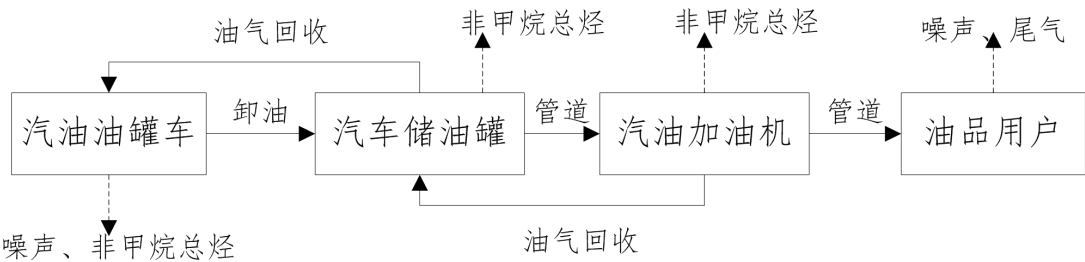 油气回收
非甲烷总烃
非甲烷总烃
噪声、尾气
汽油油罐车
卸油
汽车储油罐
管道
汽油加油机
管道
油品用户
噪声、非甲烷总烃
油气回收